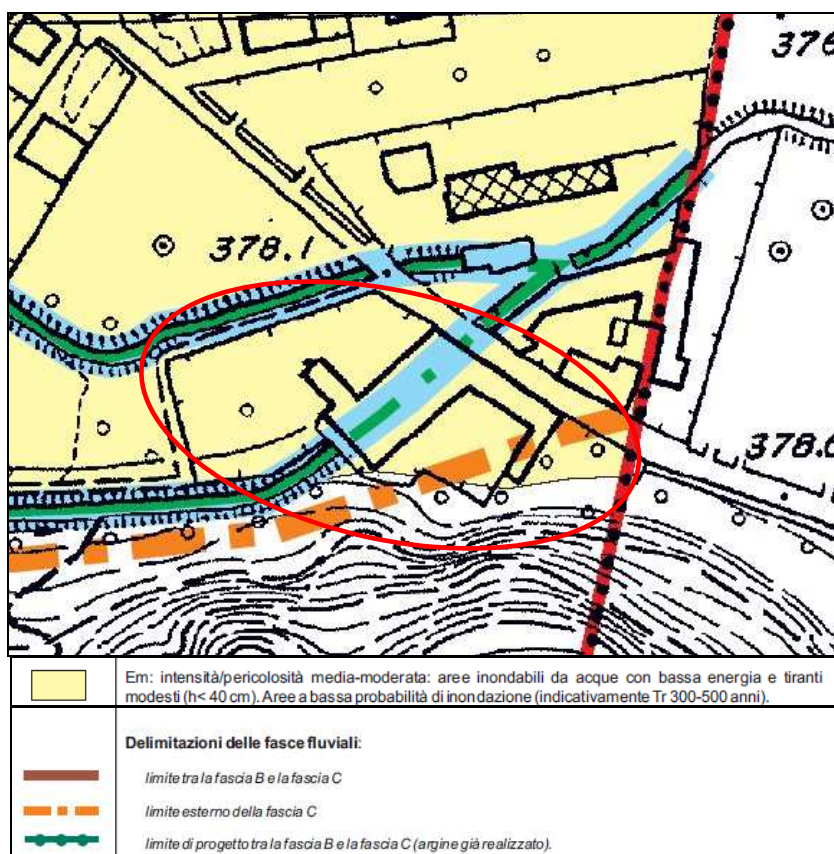 376
378.1
378.0
Em: intensità/pericolosità media-moderata: aree inondabili da acque con bassa energia e tiranti
modesti (h< 40 cm). Aree a bassa probabilità di inondazione (indicativamente Tr 300-500 anni).
Delimitazioni delle fasce fluviali:
limite tra la fascia B e la fascia C
limite esterno della fascia C
limite di progetto tra la fascia B e la fascia C (argine già realizzato).